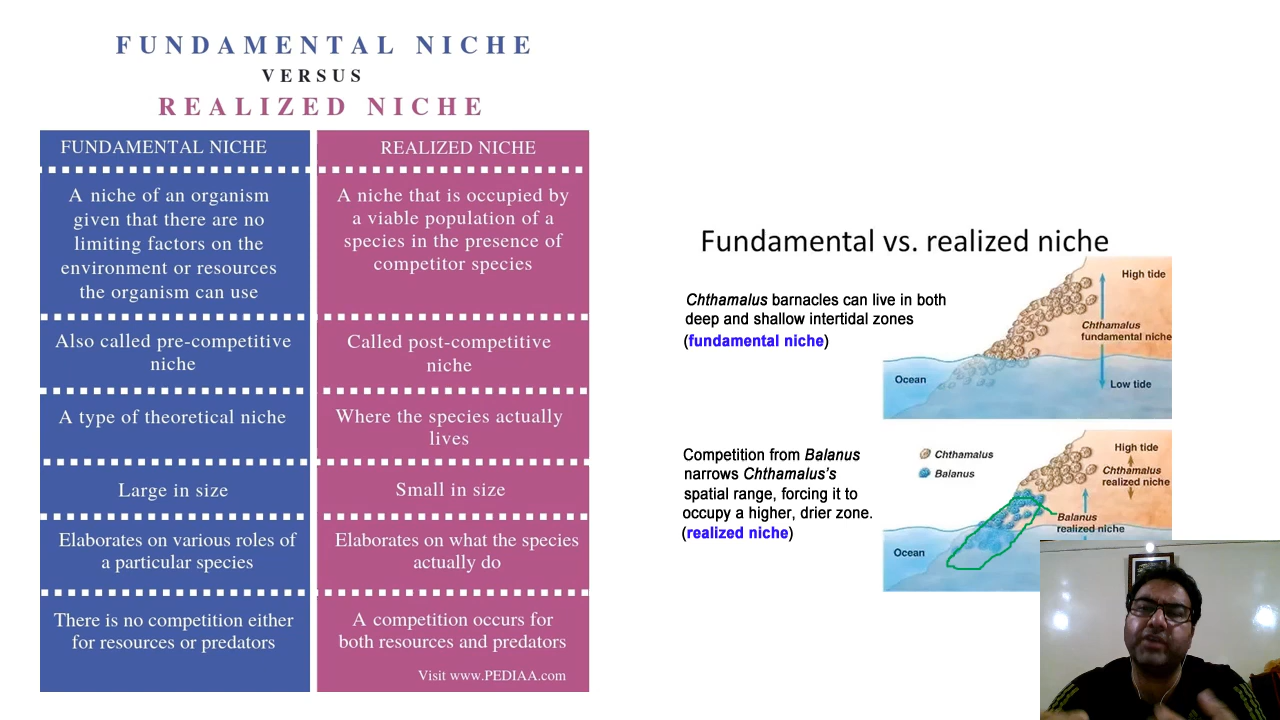 FUNDAMENTAL NICHE
VERSUS
REALIZED NICHE
FUNDAMENTAL NICHE
A niche of an organism
given that there are no
limiting factors on the
environment or resources
the organism can use
Also called pre-competitive
niche
A type of theoretical niche
Large in size
Elaborates on various roles of
a particular species
There is no competition either
for resources or predators
REALIZED NICHE
A niche that is occupied by
a viable population of a
species in the presence of
competitor species
Called post-competitive
niche
Where the species actually
lives
Small in size
Elaborates on what the species
actually do
A competition occurs for
both resources and predators
Visit www.PEDIAA.com
Fundamental vs. realized niche
Chthamalus barnacles can live in both
deep and shallow intertidal zones
(fundamental niche)
High tide
Chthamalus
fundamental niche
Ocean
Low tide
Competition from Balanus
narrows Chthamalus's
spatial range, forcing it to
occupy a higher, drier zone.
(realized niche)
Chthamalus
Balanus
High tide
Chthamalus
realized niche
Balanus
realized niche
Ocean